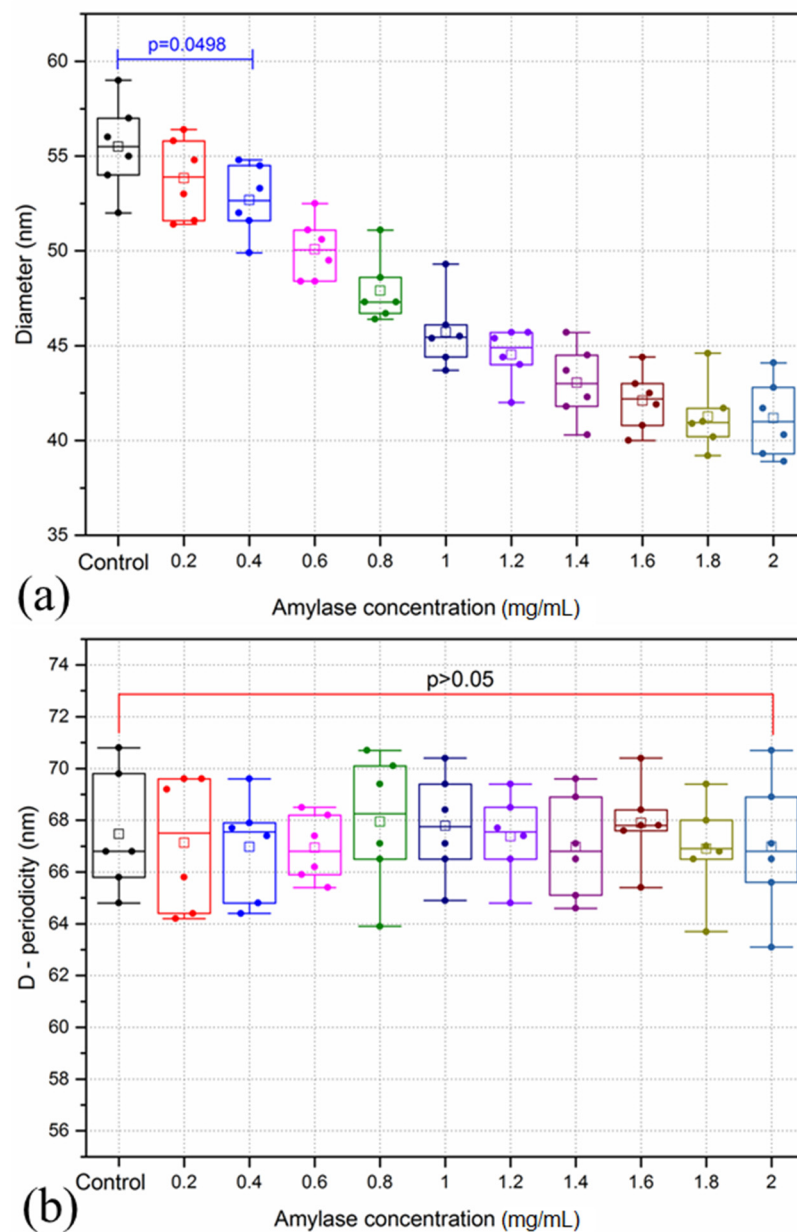 60
55
50
45
40
35
Diameter (nm)
p=0.0498
Control 0.2 0.4 0.6 0.8 1 1.2 1.4 1.6 1.8 2
(a)
Amylase concentration (mg/mL)
74
72
70
68
66
64
62
60
58
56
D - periodicity (nm)
p>0.05
Control 0.2 0.4 0.6 0.8 1 1.2 1.4 1.6 1.8 2
(b)
Amylase concentration (mg/mL)